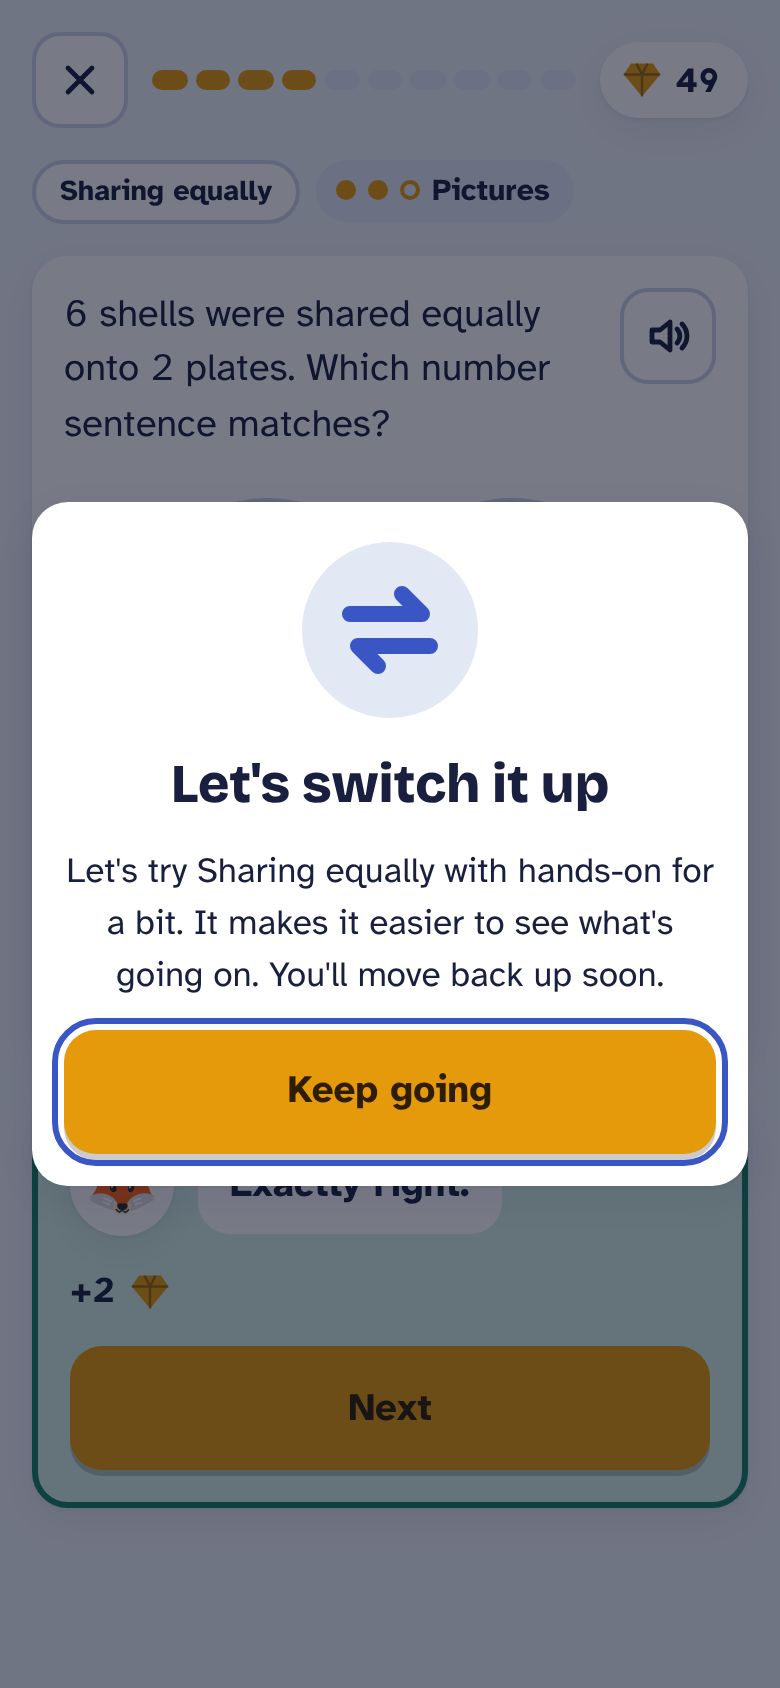 49
Sharing equally
Pictures
6 shells were shared equally
onto 2 plates. Which number
sentence matches?
Let's switch it up
Let's try Sharing equally with hands-on for
a bit. It makes it easier to see what's
going on. You'll move back up soon.
Keep going
Exactly right.
+2
Next